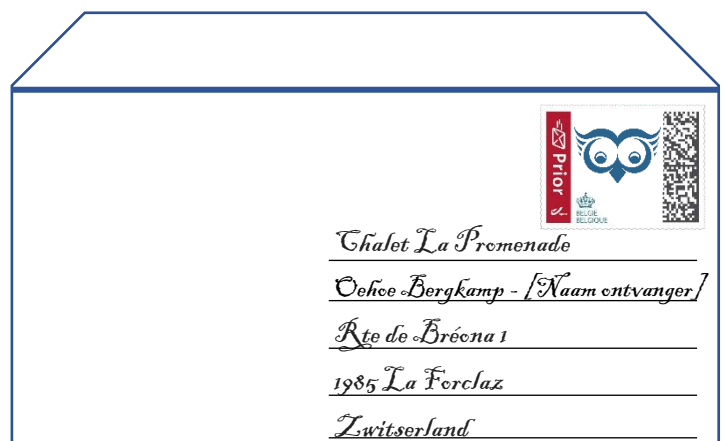 Prior
BELGIE
BELGIQUE
Chalet La Promenade
Oehoe Bergkamp - [Naam ontvanger]
Rte de Bréona 1
1985 La Forclaz
Zwitserland